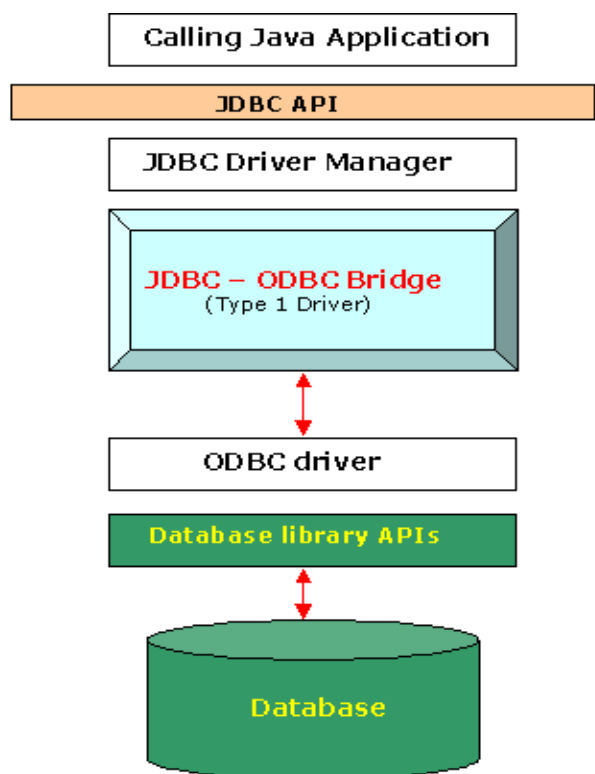 Calling Java Application
JDBC API
JDBC Driver Manager
JDBC – ODBC Bridge
(Type 1 Driver)
ODBC driver
Database library APIs
Database